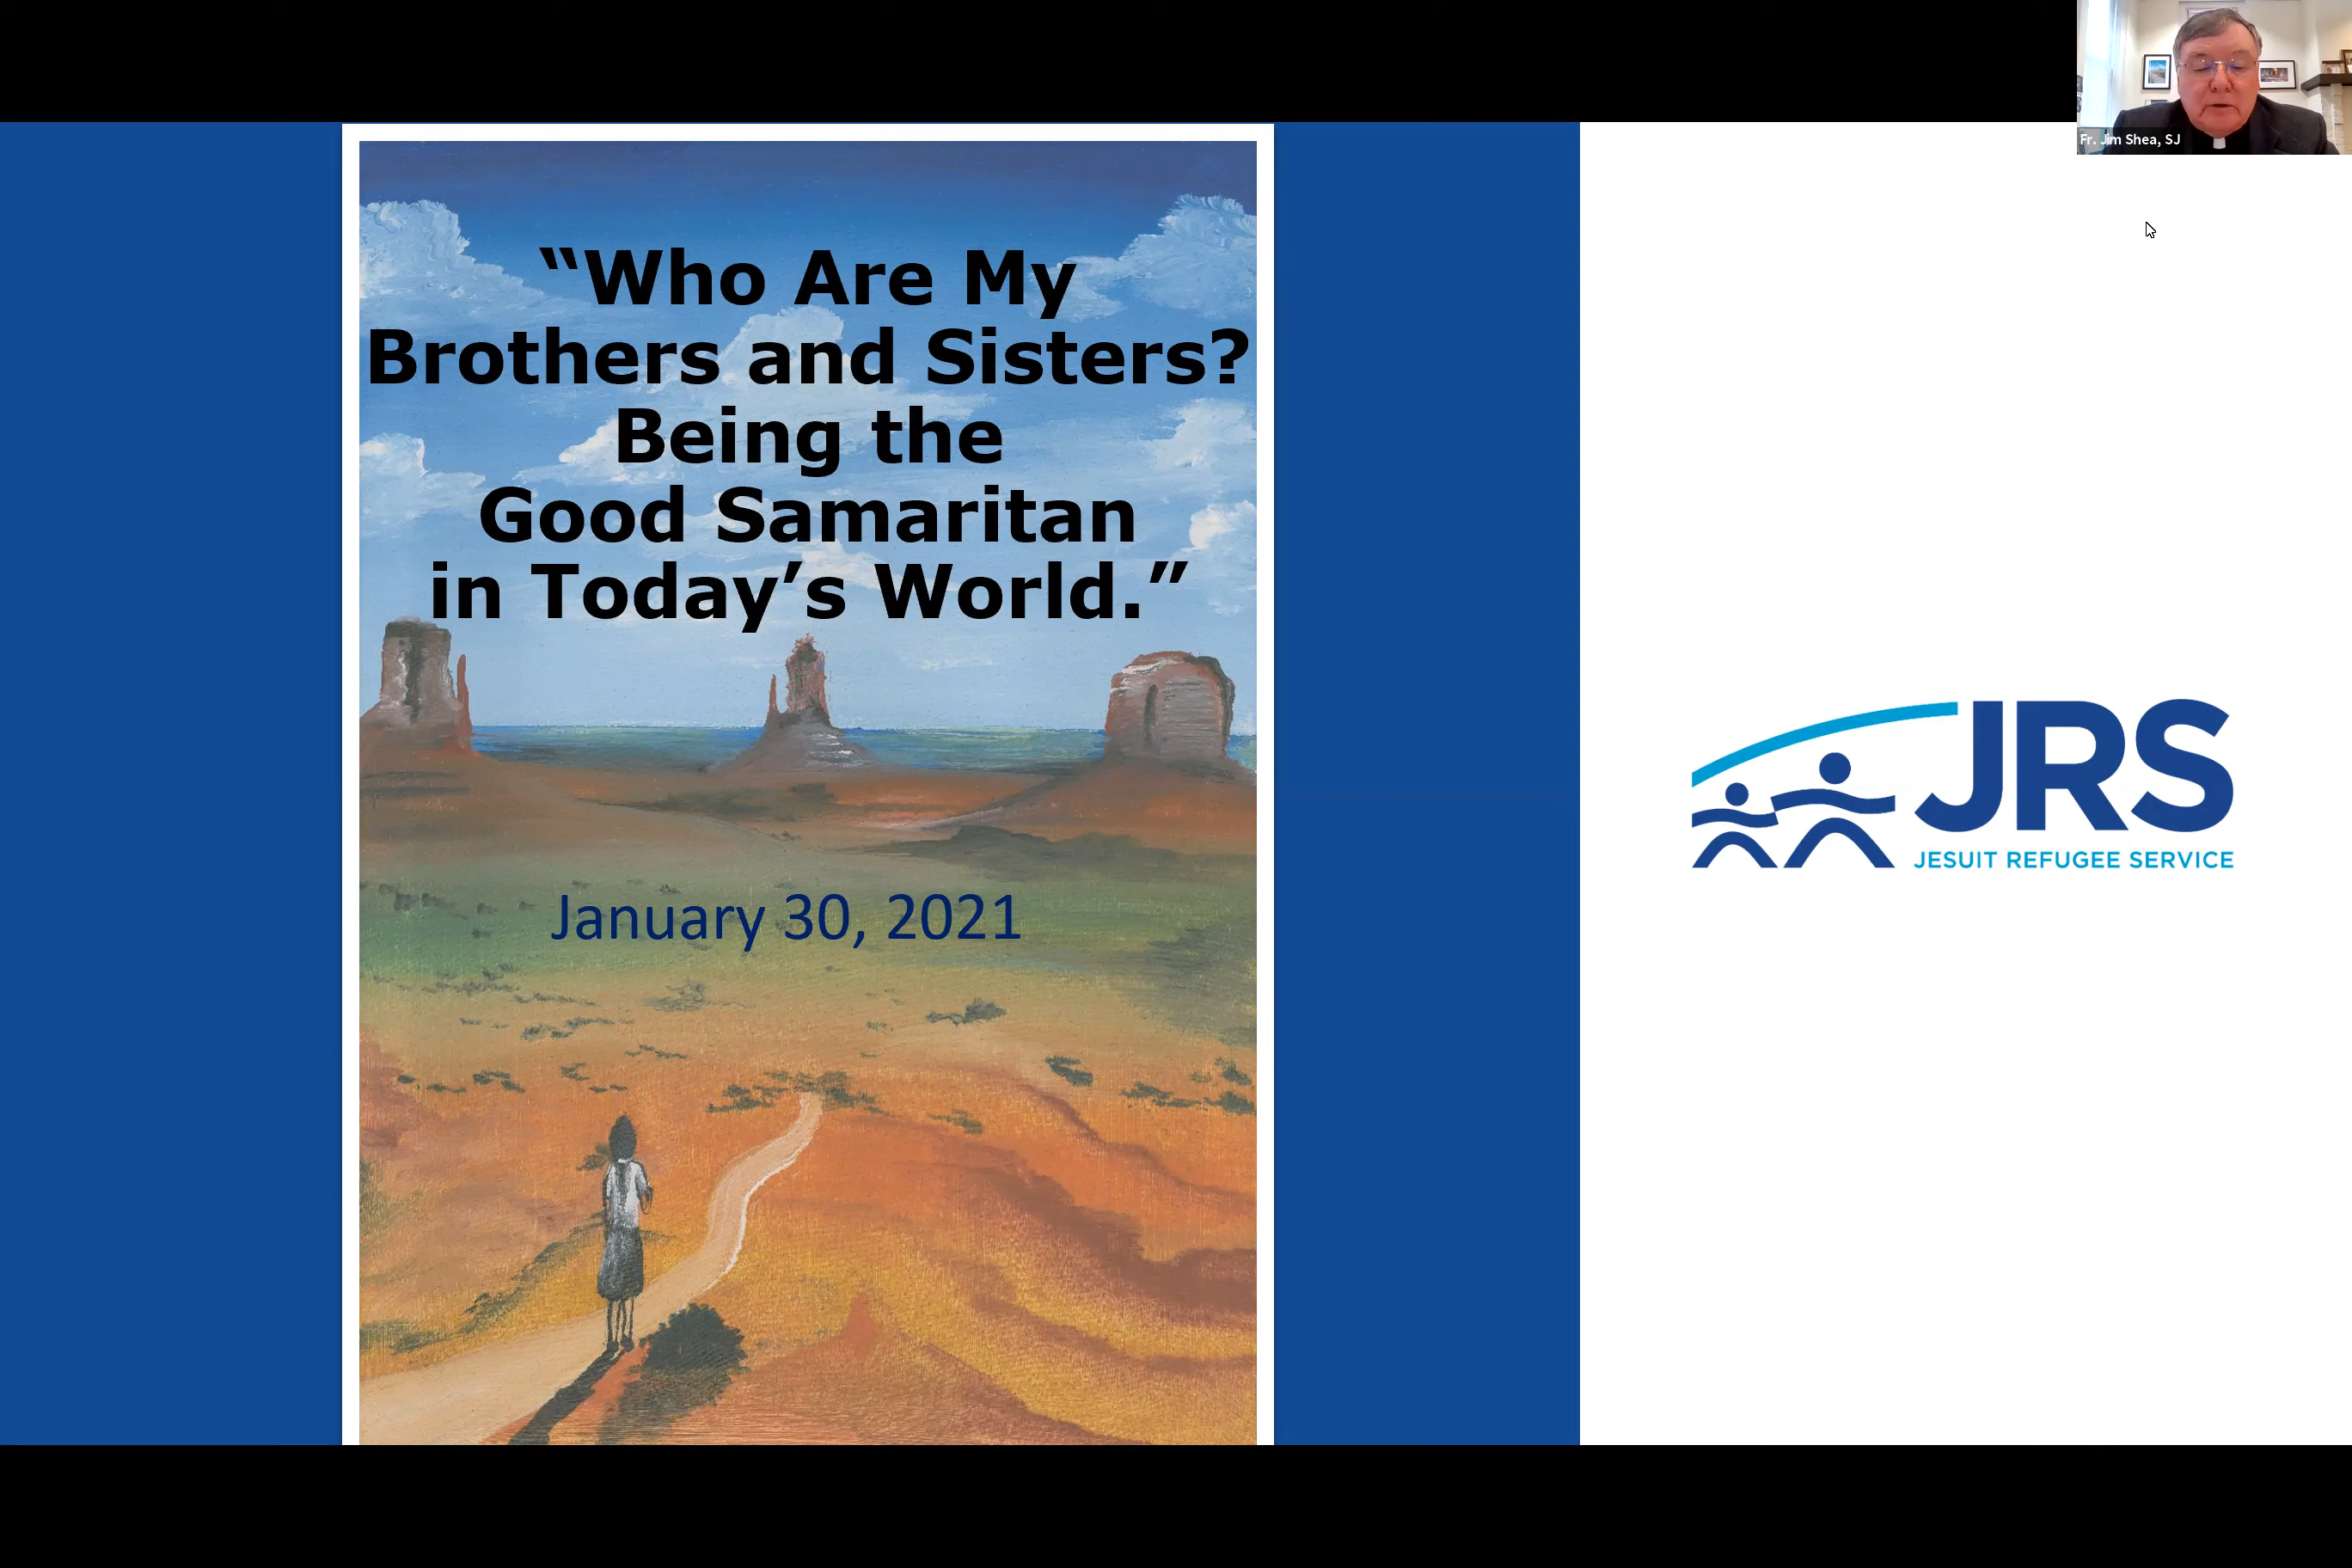 “Who Are My
Brothers and Sisters?
Being the
Good Samaritan
in Today’s World.”
January 30, 2021
JRS
JESUIT REFUGEE SERVICE
Fr. Jim Shea, SJ